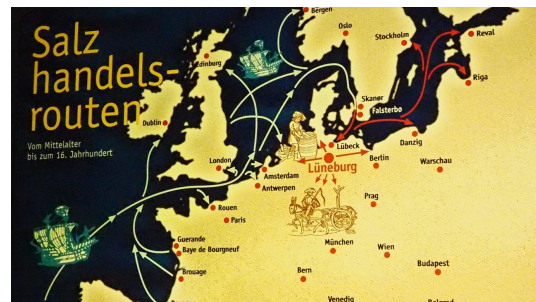 Salz
handels-
routen
Vom Mittelalter
bis zum 16. Jahrhundert
Bergen
Oslo
Stockholm
Reval
Edinburg
Riga
Skanør
Falsterbo
Dublin
Lübeck
Danzig
London
Amsterdam
Lüneburg
Berlin
Warschau
Antwerpen
Rouen
Prag
Paris
Guerande
Baye de Bourgneuf
München
Wien
Brouage
Bern
Budapest
Venedig